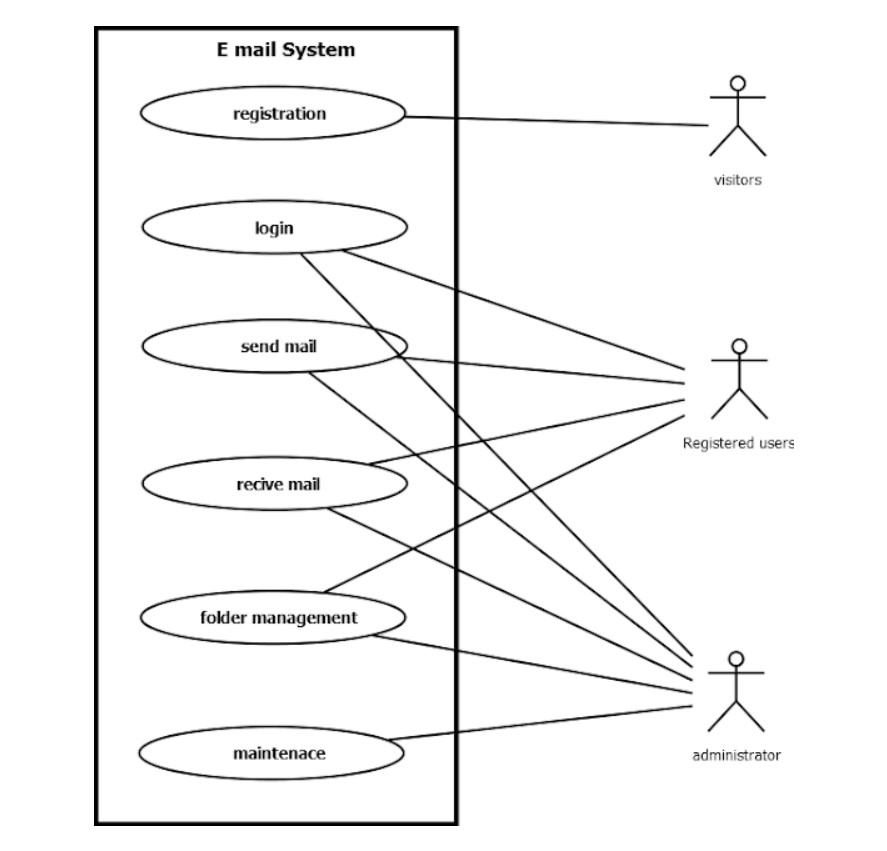 E mail System
registration
visitors
login
send mail
Registered users
recive mail
folder management
maintenace
administrator